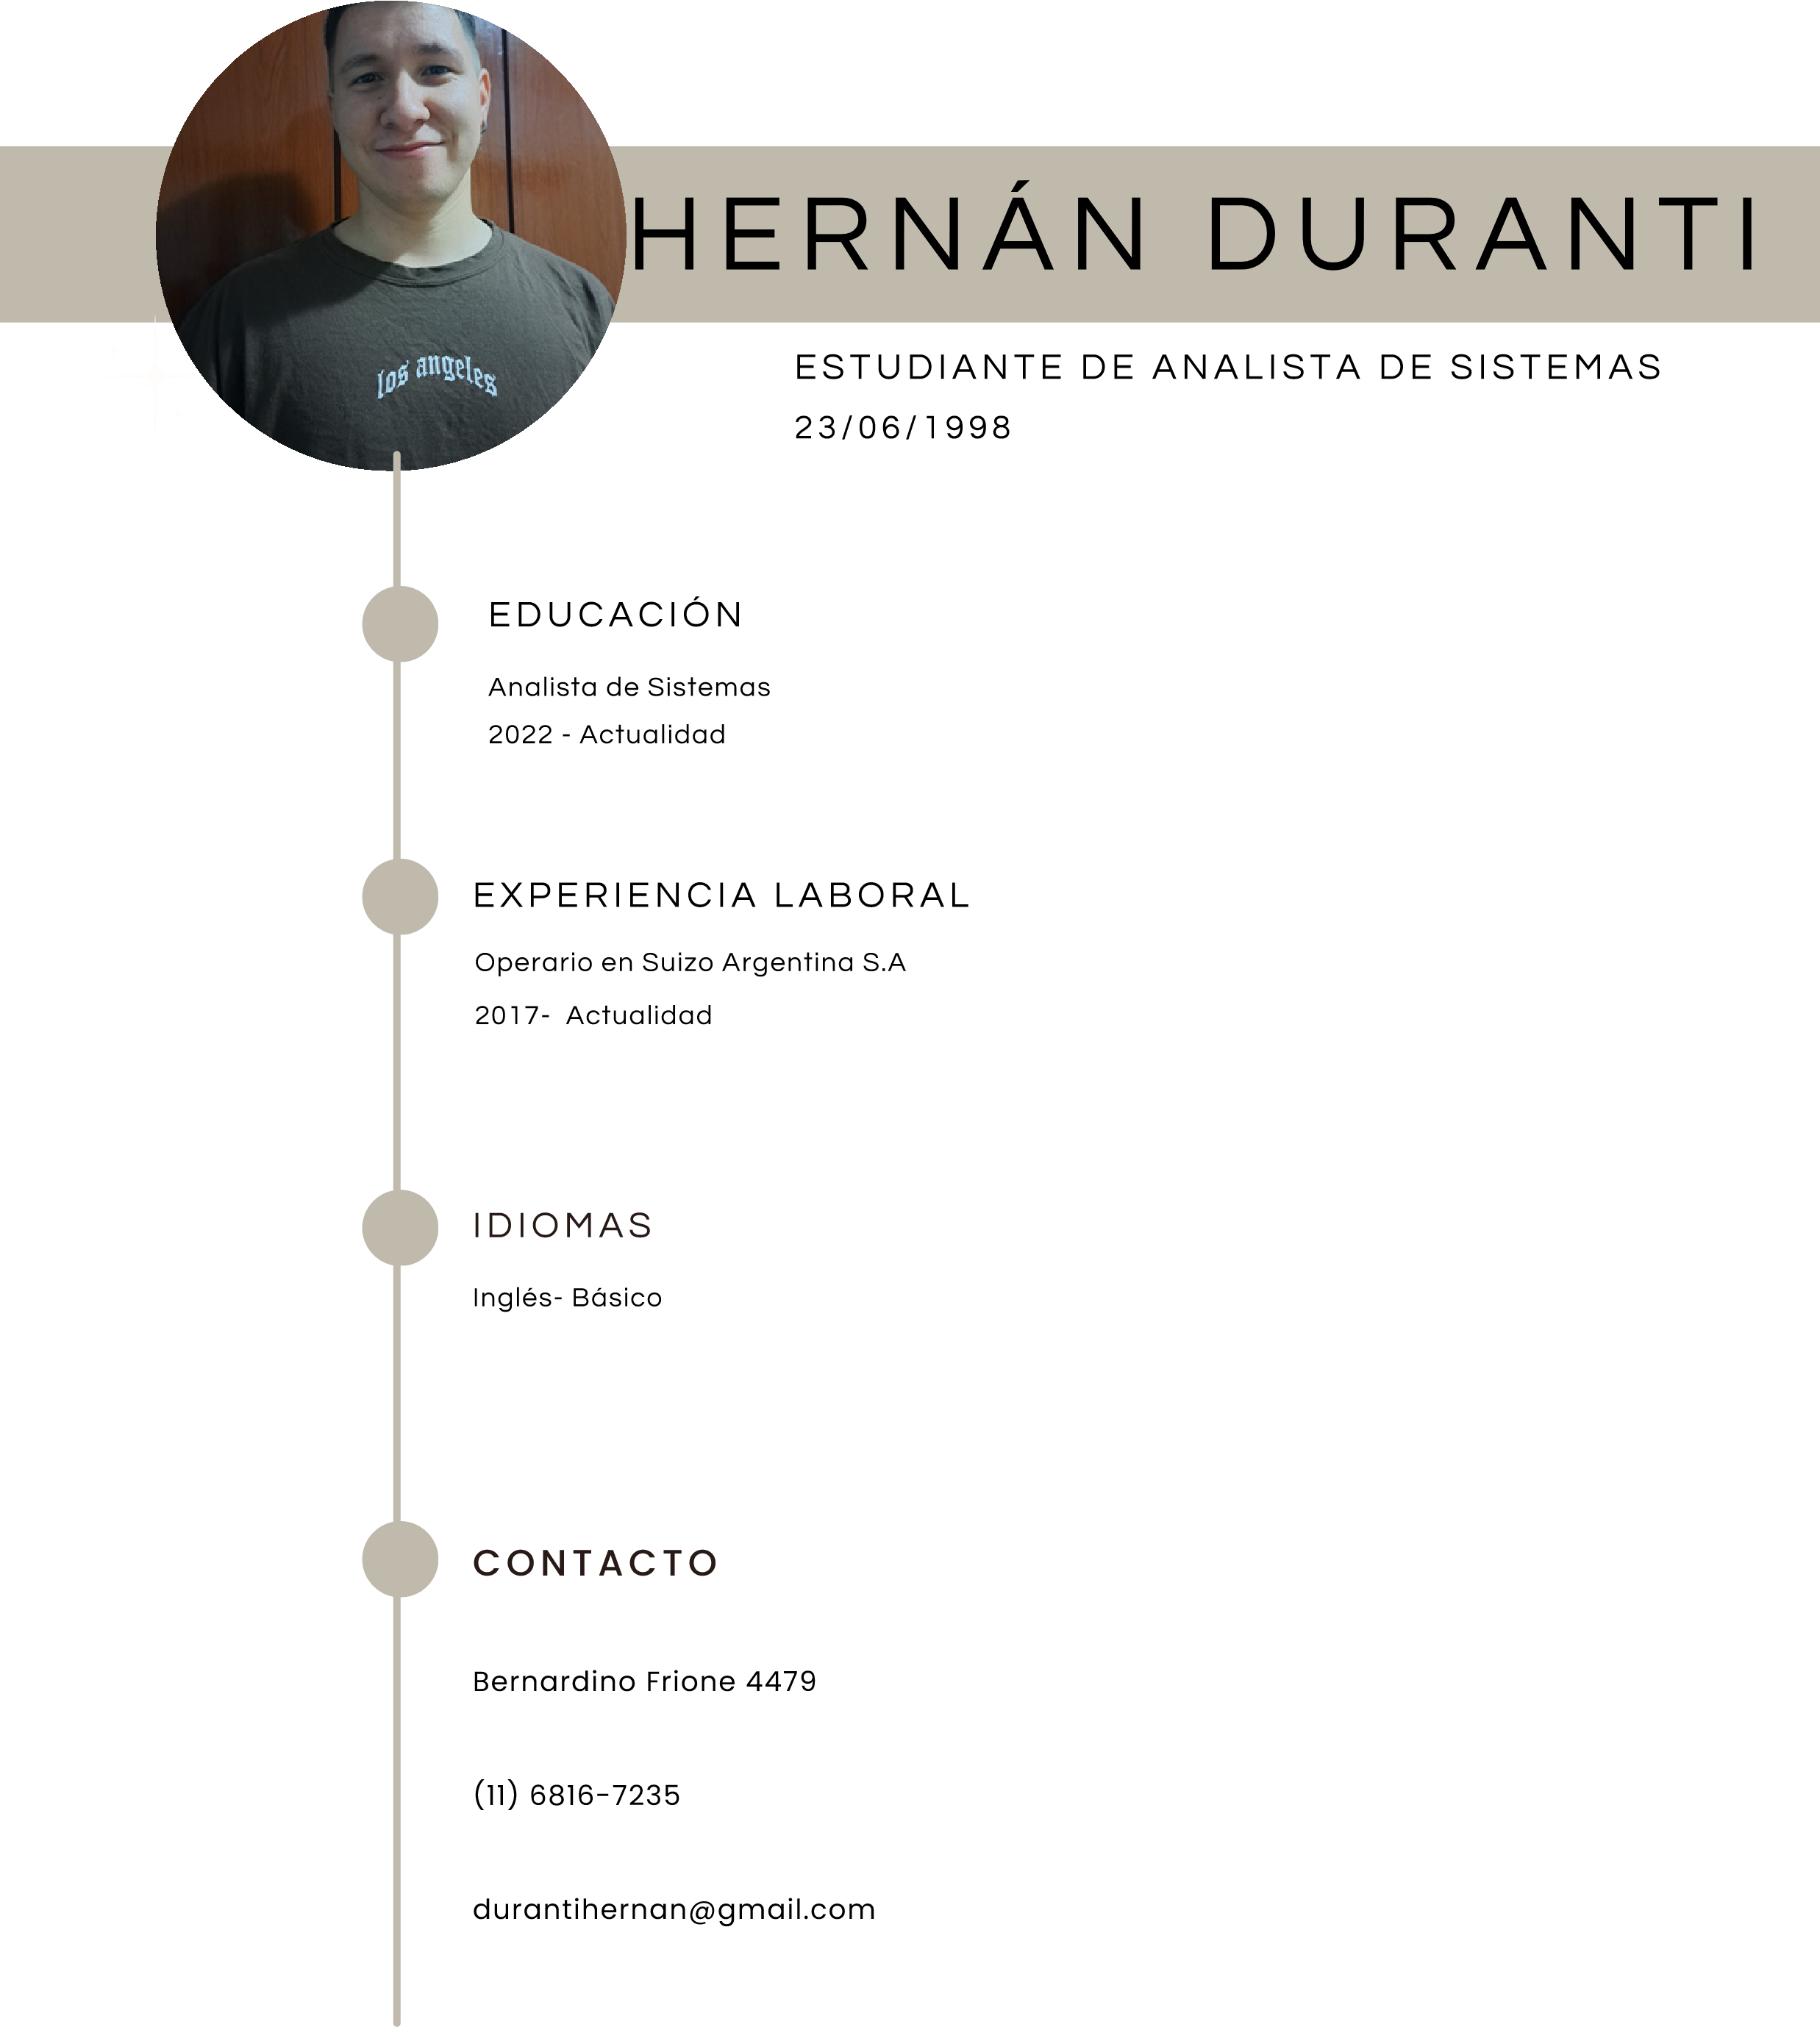 HERNÁN DURANTI
los angeles
ESTUDIANTE DE ANALISTA DE SISTEMAS
23/06/1998
EDUCACIÓN
Analista de Sistemas
2022 - Actualidad
EXPERIENCIA LABORAL
Operario en Suizo Argentina S.A
2017-  Actualidad
IDIOMAS
Inglés- Básico
CONTACTO
Bernardino Frione 4479
(11) 6816-7235
durantihernan@gmail.com